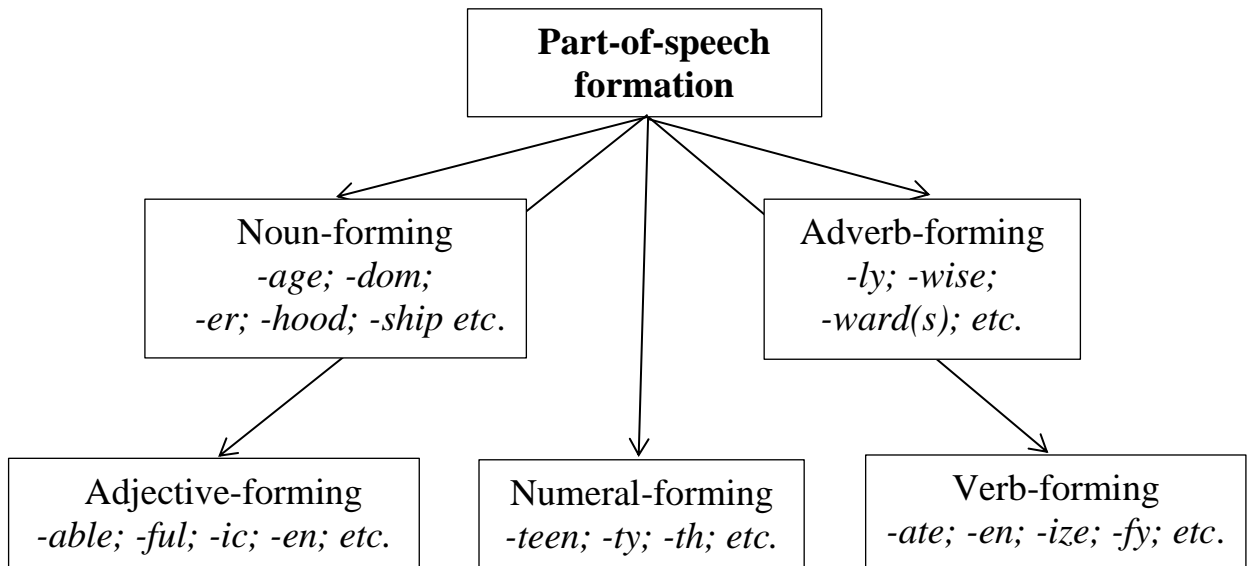 Part-of-speech
formation
Noun-forming
-age; -dom;
-er; -hood; -ship etc.
Adverb-forming
-ly; -wise;
-ward(s); etc.
Adjective-forming
-able; -ful; -ic; -en; etc.
Numeral-forming
-teen; -ty; -th; etc.
Verb-forming
-ate; -en; -ize; -fy; etc.